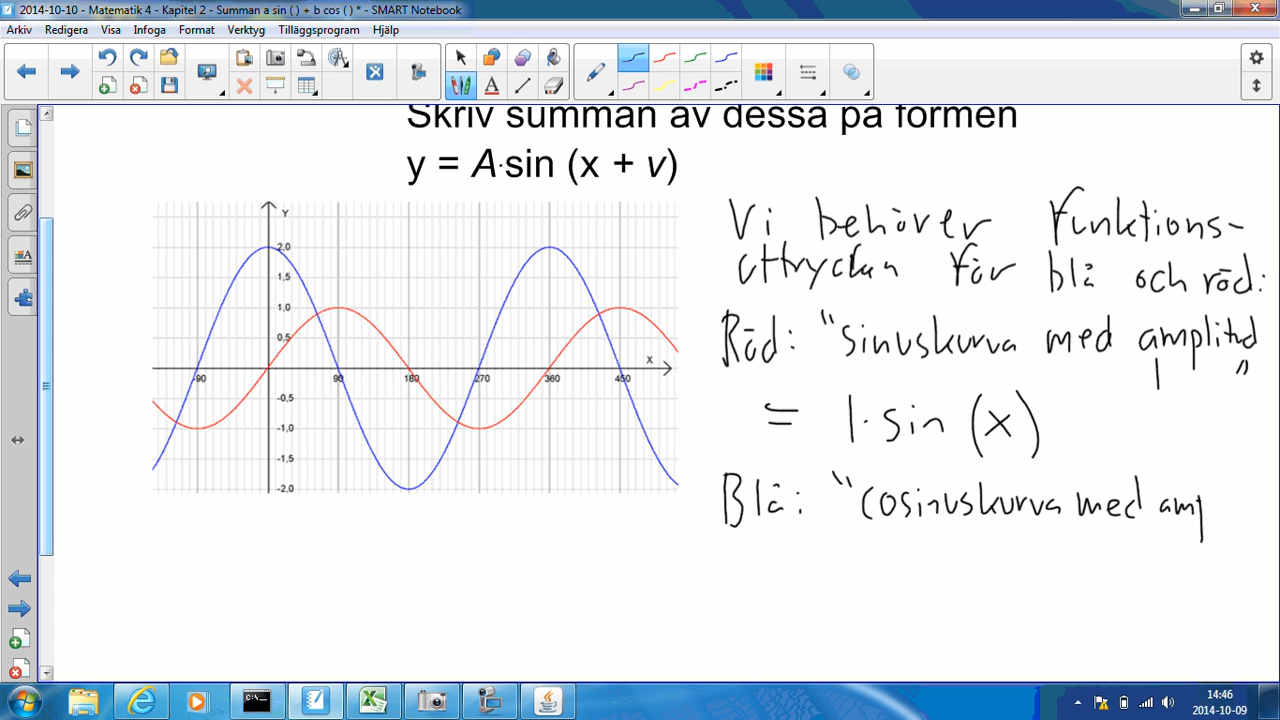 2014-10-10 - Matematik 4 - Kapitel 2 - Summan a sin ( ) + b cos ( ) * - SMART Notebook
Arkiv Redigera Visa Infoga Format Verktyg Tilläggsprogram Hjälp
Skriv summan av dessa på formen
y = A·sin (x + v)
Y
2,0
1,5
1,0
0,5
X
-90 90 180 270 360 450
-0,5
-1,0
-1,5
-2,0
Vi behöver funktions-
uttrycken för blå och röd:
Röd: "sinuskurva med amplitud
1"
= 1·sin (x)
Blå: "cosinuskurva med amp
14:46
2014-10-09